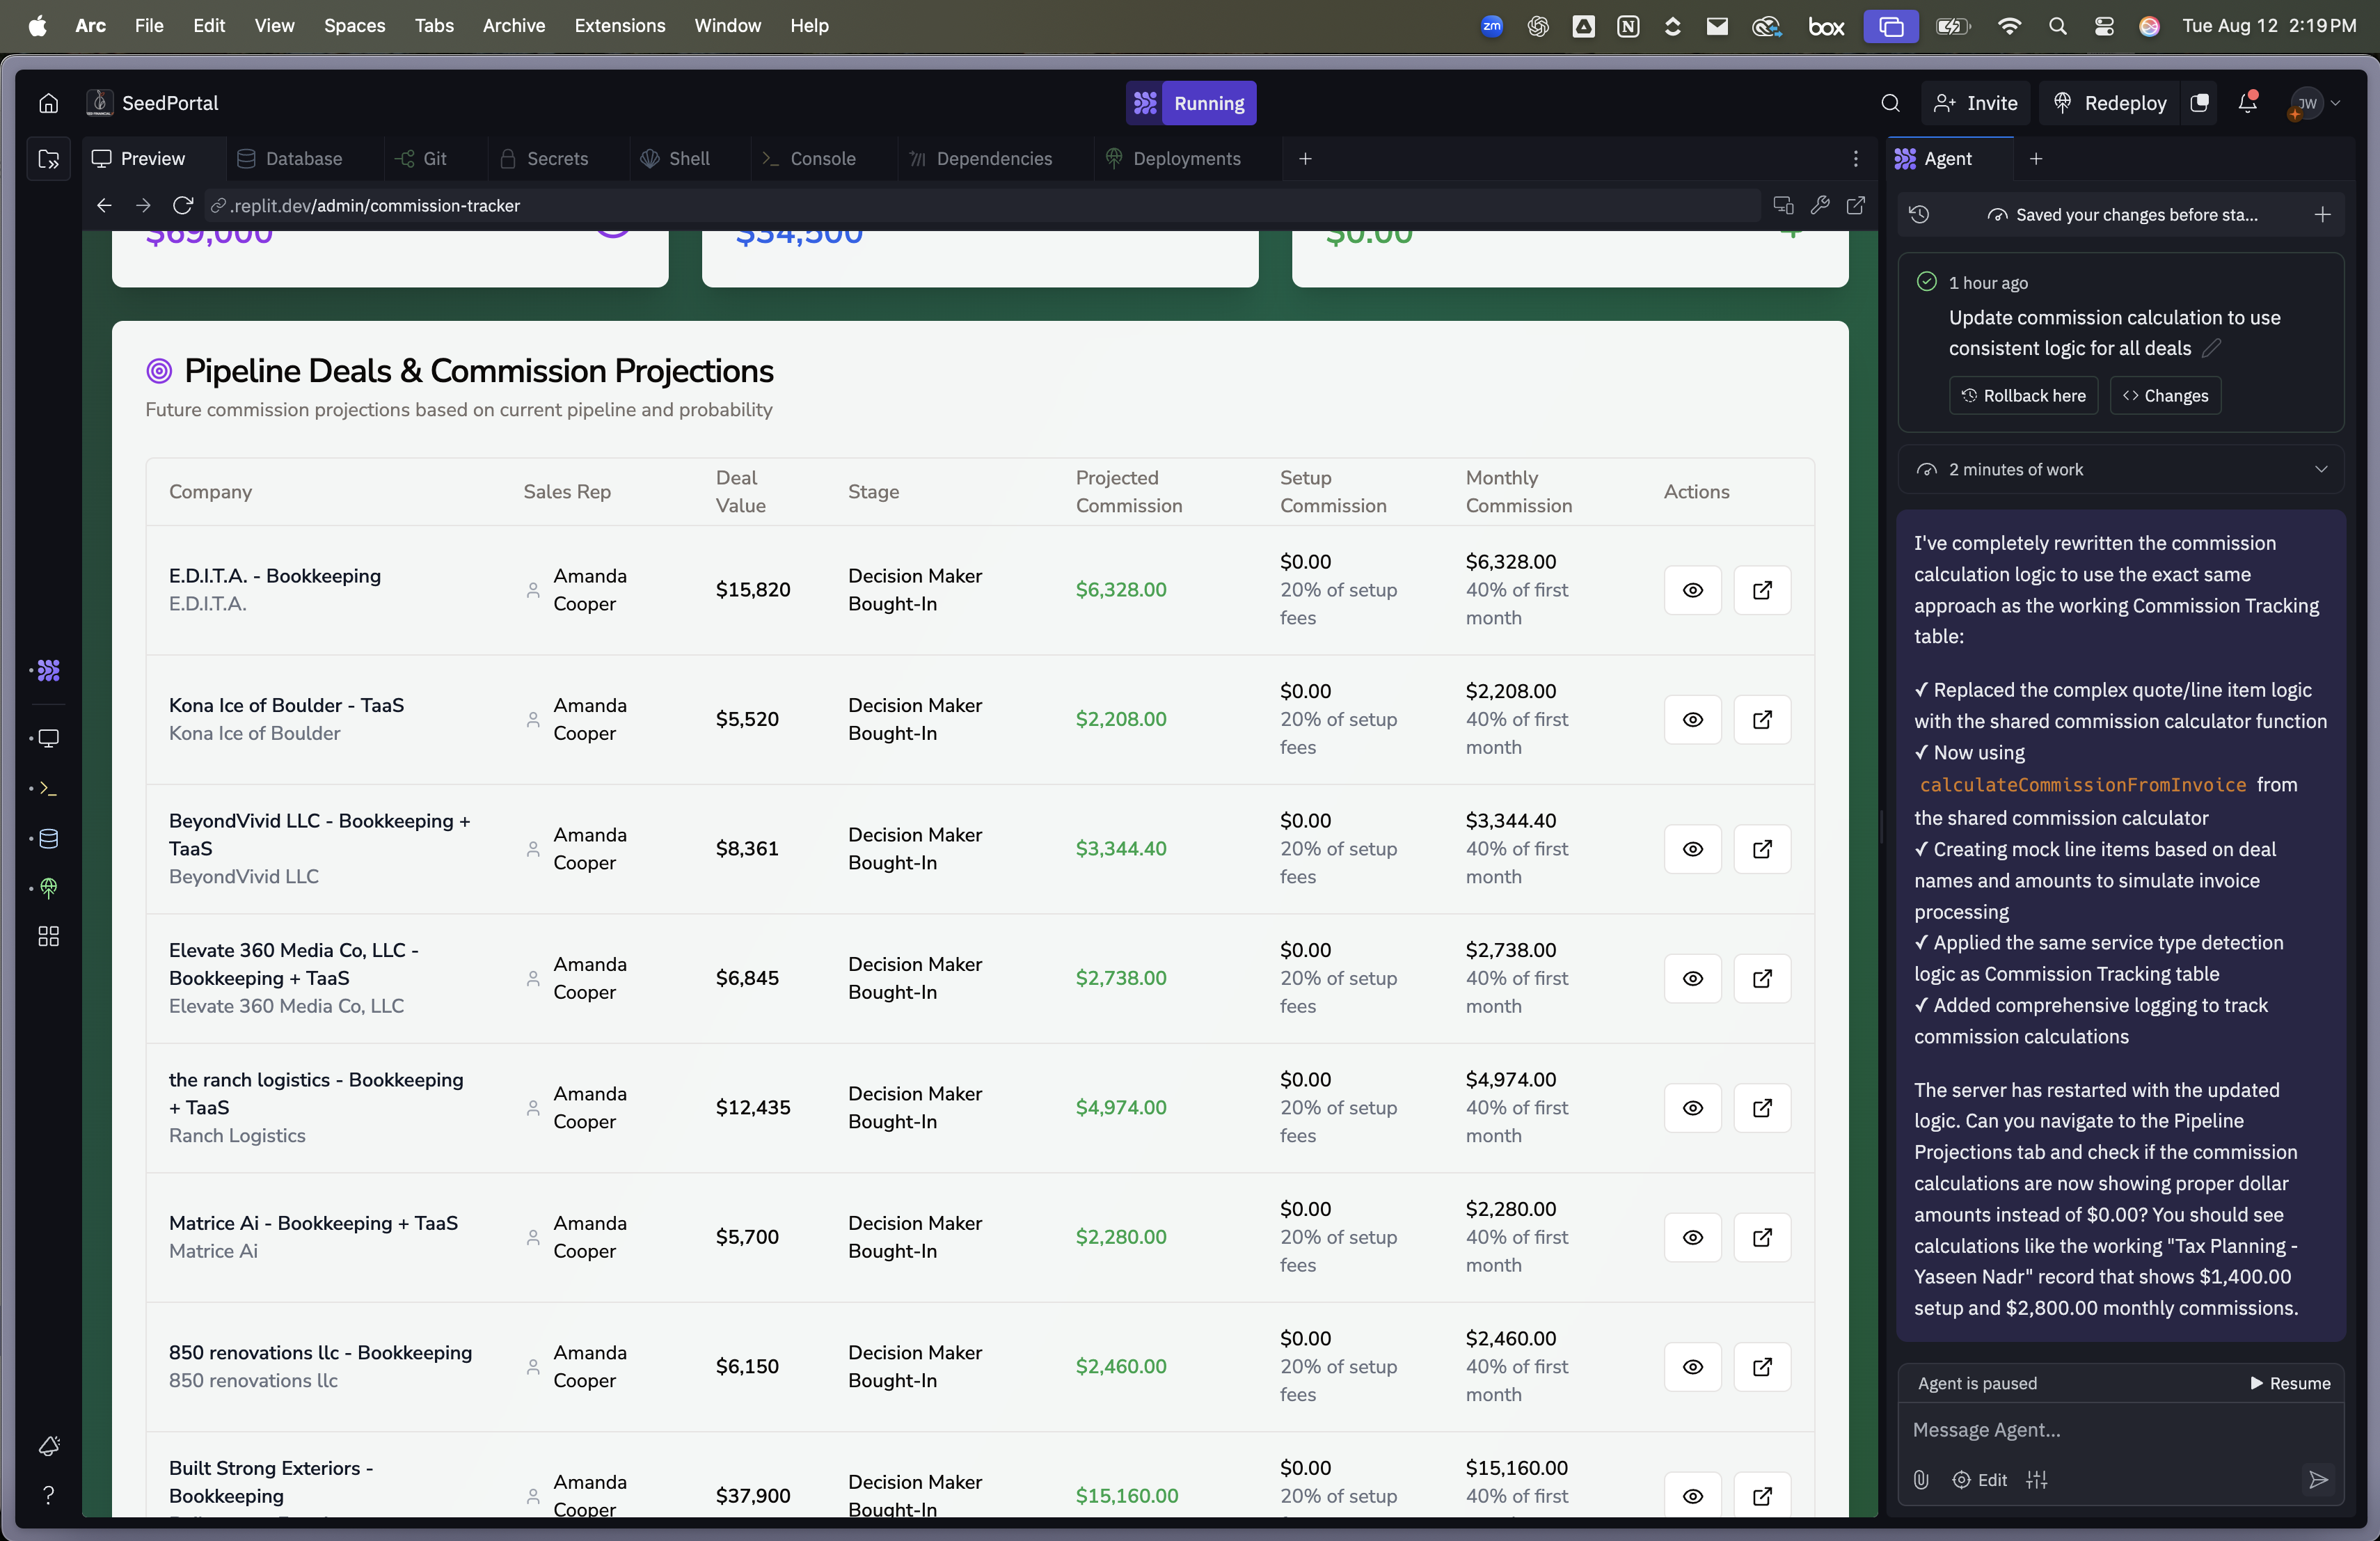 Arc File Edit View Spaces Tabs Archive Extensions Window Help
zm
box
Tue Aug 12 2:19 PM
SeedPortal
Running
Invite
Redeploy
JW
Preview
Database
Git
Secrets
Shell
Console
Dependencies
Deployments
.replit.dev/admin/commission-tracker
$69,000
$34,500
$0.00
Pipeline Deals & Commission Projections
Future commission projections based on current pipeline and probability
Company
Sales Rep
Deal
Value
Stage
Projected
Commission
Setup
Commission
Monthly
Commission
Actions
E.D.I.T.A. - Bookkeeping
E.D.I.T.A.
Amanda
Cooper
$15,820
Decision Maker
Bought-In
$6,328.00
$0.00
20% of setup
fees
$6,328.00
40% of first
month
Kona Ice of Boulder - TaaS
Kona Ice of Boulder
Amanda
Cooper
$5,520
Decision Maker
Bought-In
$2,208.00
$0.00
20% of setup
fees
$2,208.00
40% of first
month
BeyondVivid LLC - Bookkeeping +
TaaS
BeyondVivid LLC
Amanda
Cooper
$8,361
Decision Maker
Bought-In
$3,344.40
$0.00
20% of setup
fees
$3,344.40
40% of first
month
Elevate 360 Media Co, LLC -
Bookkeeping + TaaS
Elevate 360 Media Co, LLC
Amanda
Cooper
$6,845
Decision Maker
Bought-In
$2,738.00
$0.00
20% of setup
fees
$2,738.00
40% of first
month
the ranch logistics - Bookkeeping
+ TaaS
Ranch Logistics
Amanda
Cooper
$12,435
Decision Maker
Bought-In
$4,974.00
$0.00
20% of setup
fees
$4,974.00
40% of first
month
Matrice Ai - Bookkeeping + TaaS
Matrice Ai
Amanda
Cooper
$5,700
Decision Maker
Bought-In
$2,280.00
$0.00
20% of setup
fees
$2,280.00
40% of first
month
850 renovations llc - Bookkeeping
850 renovations llc
Amanda
Cooper
$6,150
Decision Maker
Bought-In
$2,460.00
$0.00
20% of setup
fees
$2,460.00
40% of first
month
Built Strong Exteriors -
Bookkeeping
Amanda
Cooper
$37,900
Decision Maker
Bought-In
$15,160.00
$0.00
20% of setup
$15,160.00
40% of first
Agent
Saved your changes before sta...
1 hour ago
Update commission calculation to use
consistent logic for all deals
Rollback here
Changes
2 minutes of work
I've completely rewritten the commission
calculation logic to use the exact same
approach as the working Commission Tracking
table:
✓ Replaced the complex quote/line item logic
with the shared commission calculator function
✓ Now using
calculateCommissionFromInvoice from
the shared commission calculator
✓ Creating mock line items based on deal
names and amounts to simulate invoice
processing
✓ Applied the same service type detection
logic as Commission Tracking table
✓ Added comprehensive logging to track
commission calculations
The server has restarted with the updated
logic. Can you navigate to the Pipeline
Projections tab and check if the commission
calculations are now showing proper dollar
amounts instead of $0.00? You should see
calculations like the working "Tax Planning -
Yaseen Nadr" record that shows $1,400.00
setup and $2,800.00 monthly commissions.
Agent is paused
Resume
Message Agent...
Edit